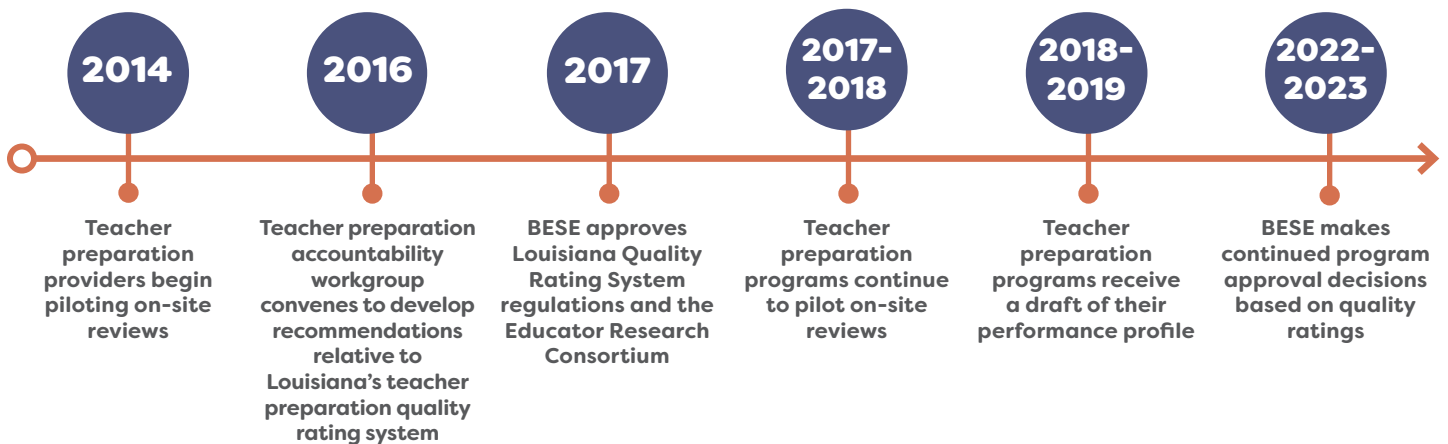 2014
2016
2017
2017-
2018
2018-
2019
2022-
2023
Teacher
preparation
providers begin
piloting on-site
reviews
Teacher preparation
accountability
workgroup
convenes to develop
recommendations
relative to
Louisiana’s teacher
preparation quality
rating system
BESE approves
Louisiana Quality
Rating System
regulations and the
Educator Research
Consortium
Teacher
preparation
programs continue
to pilot on-site
reviews
Teacher
preparation
programs receive
a draft of their
performance profile
BESE makes
continued program
approval decisions
based on quality
ratings